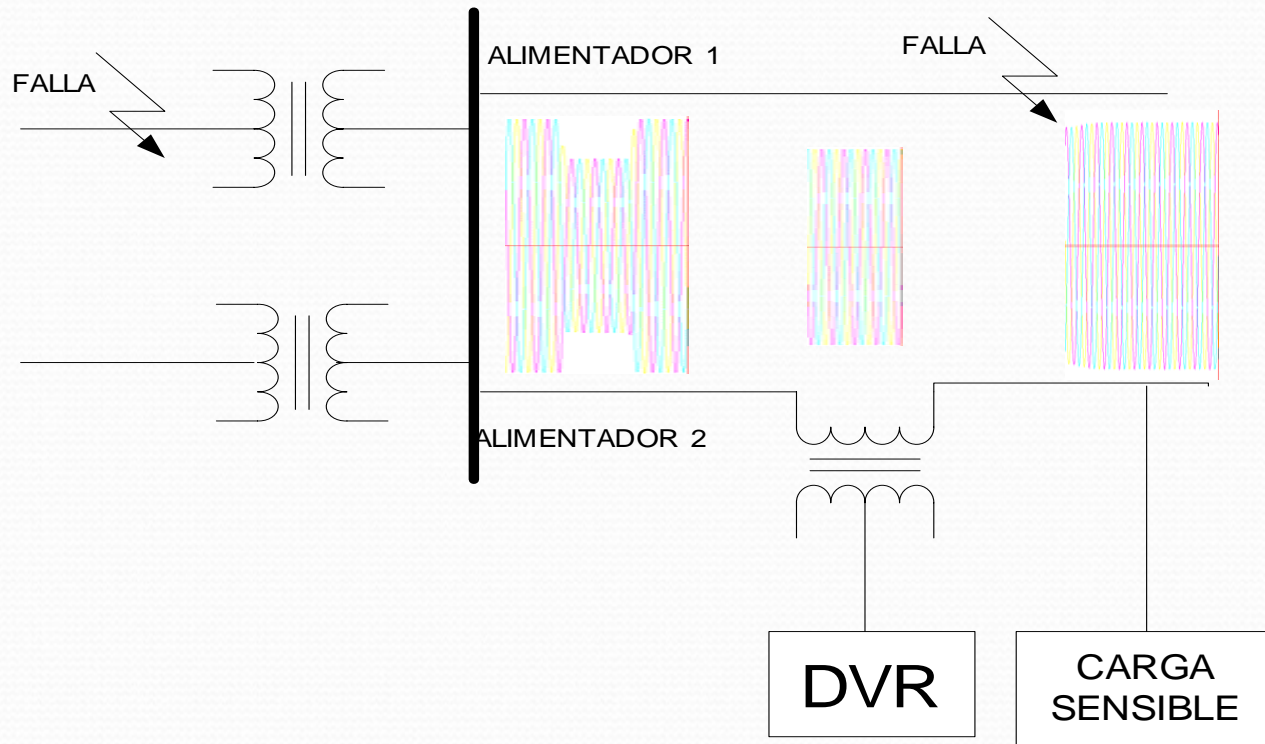 FALLA
ALIMENTADOR 1
FALLA
ALIMENTADOR 2
DVR
CARGA
SENSIBLE